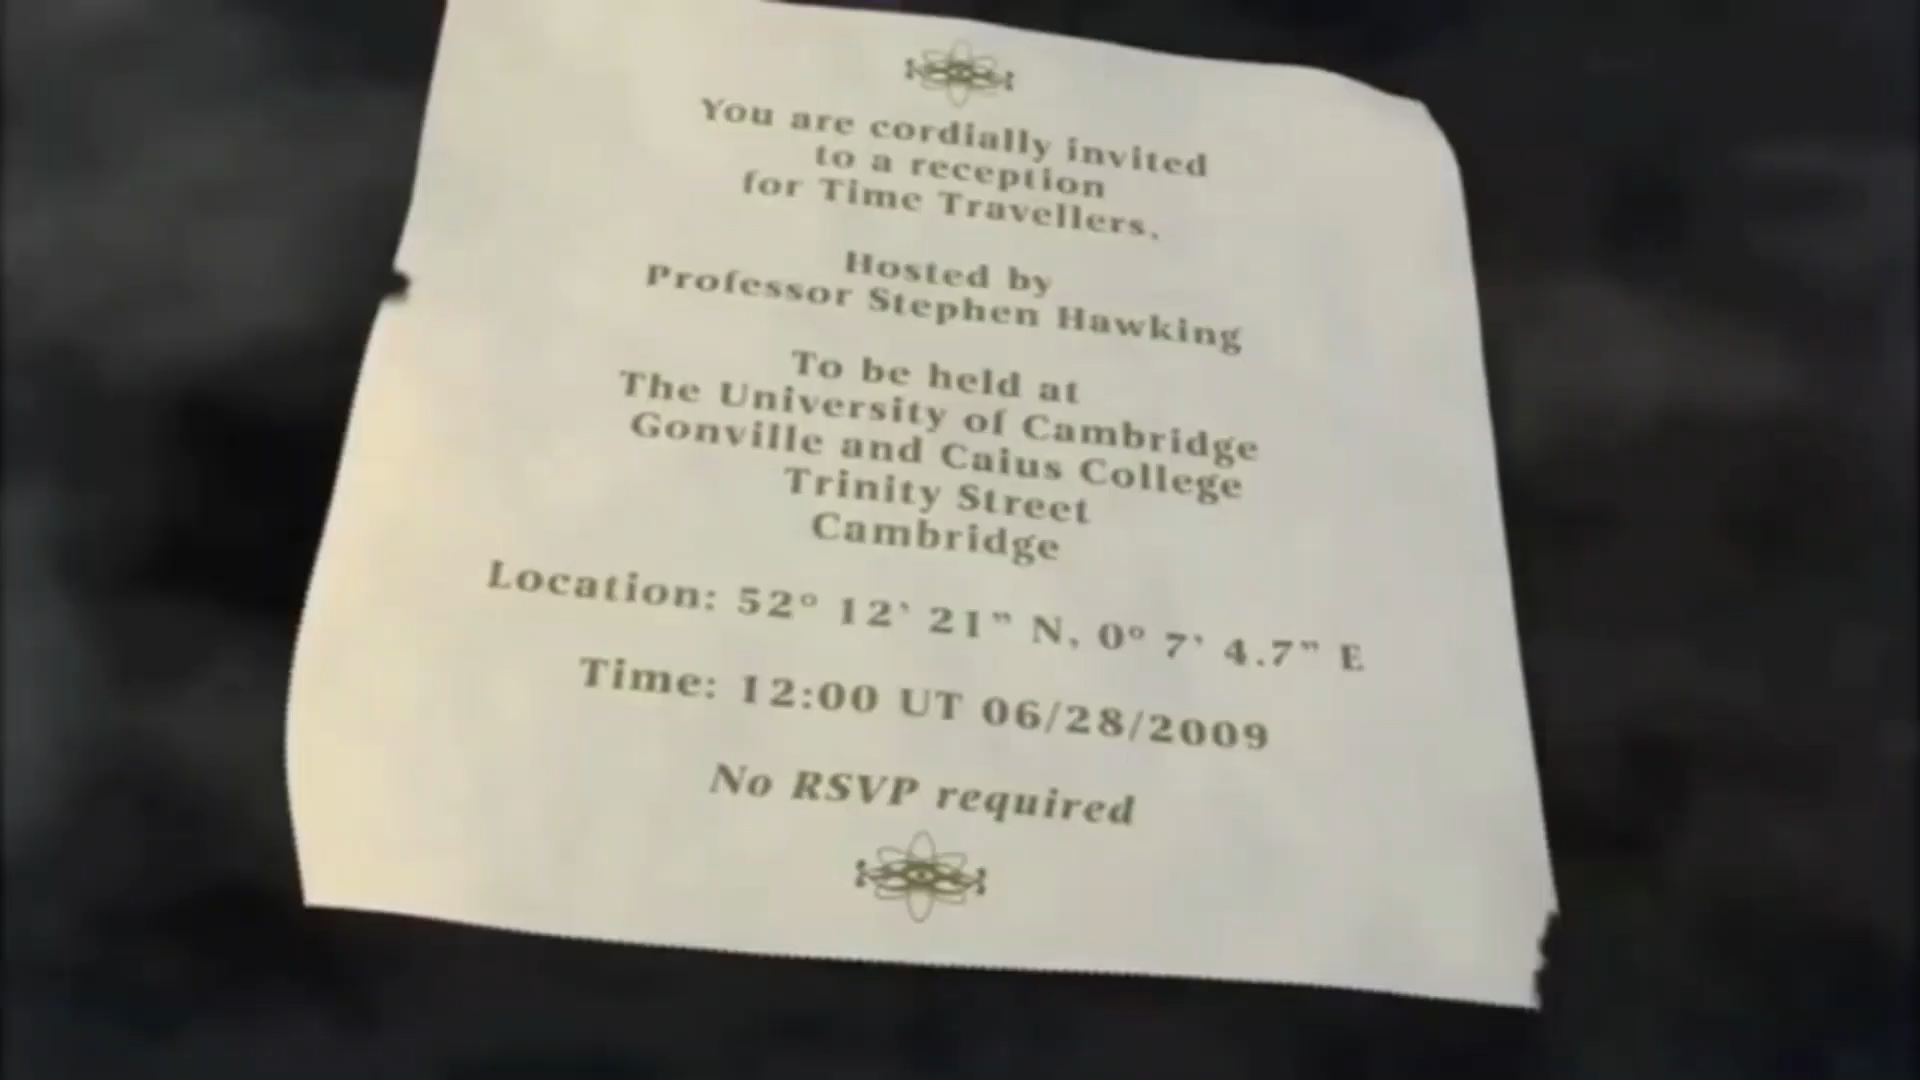 You are cordially invited
to a reception
for Time Travellers.
Hosted by
Professor Stephen Hawking
To be held at
The University of Cambridge
Gonville and Caius College
Trinity Street
Cambridge
Location: 52° 12’ 21” N, 0° 7’ 4.7” E
Time: 12:00 UT 06/28/2009
No RSVP required